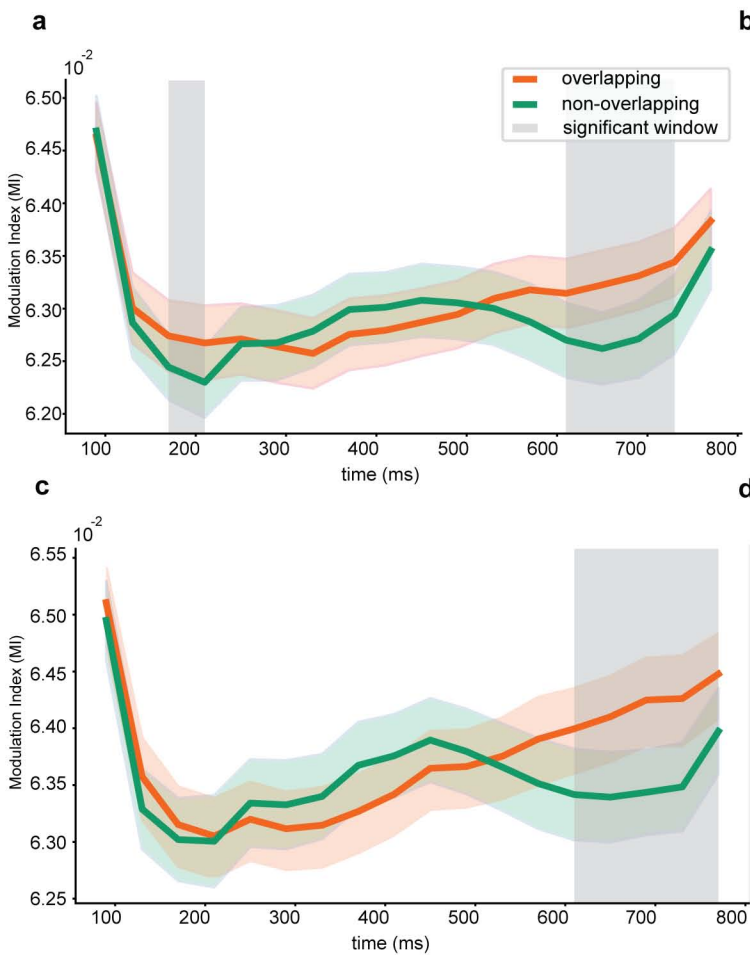 a
b
10-2
overlapping
non-overlapping
significant window
6.50
6.45
6.40
6.35
6.30
6.25
6.20
Modulation Index (MI)
100 200 300 400 500 600 700 800
time (ms)
c
d
10-2
6.55
6.50
6.45
6.40
6.35
6.30
6.25
Modulation Index (MI)
100 200 300 400 500 600 700 800
time (ms)